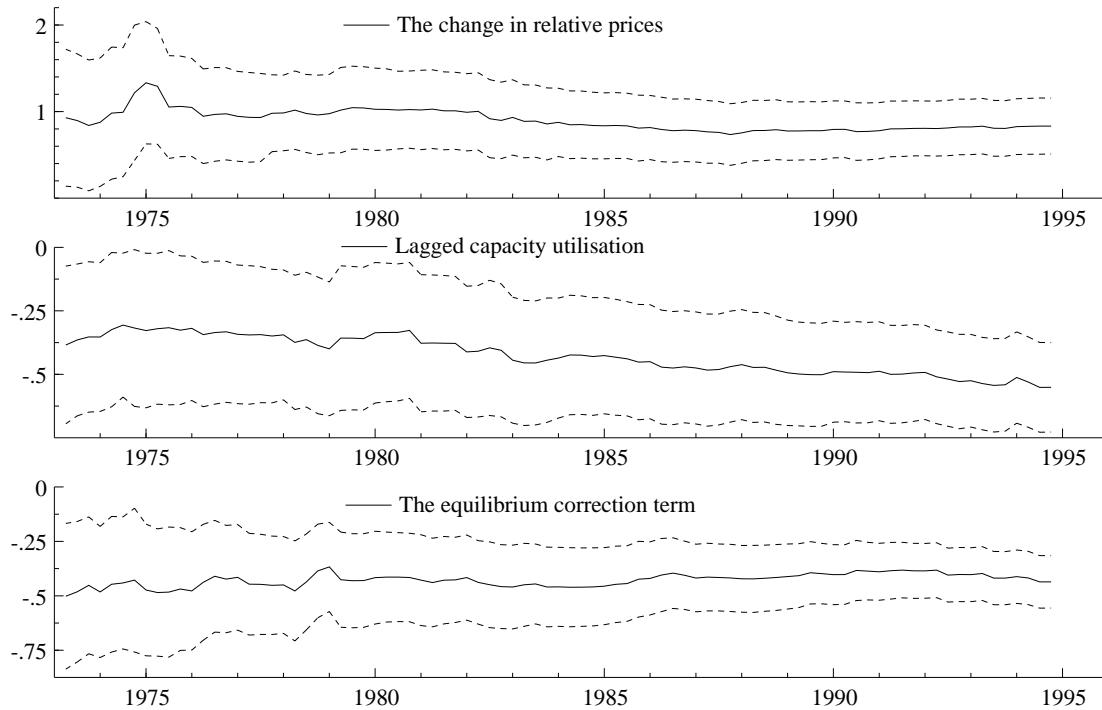 2
The change in relative prices
1
1975 1980 1985 1990 1995
-0
Lagged capacity utilisation
-.25
-.5
1975 1980 1985 1990 1995
0
The equilibrium correction term
-.25
-.5
-.75
1975 1980 1985 1990 1995